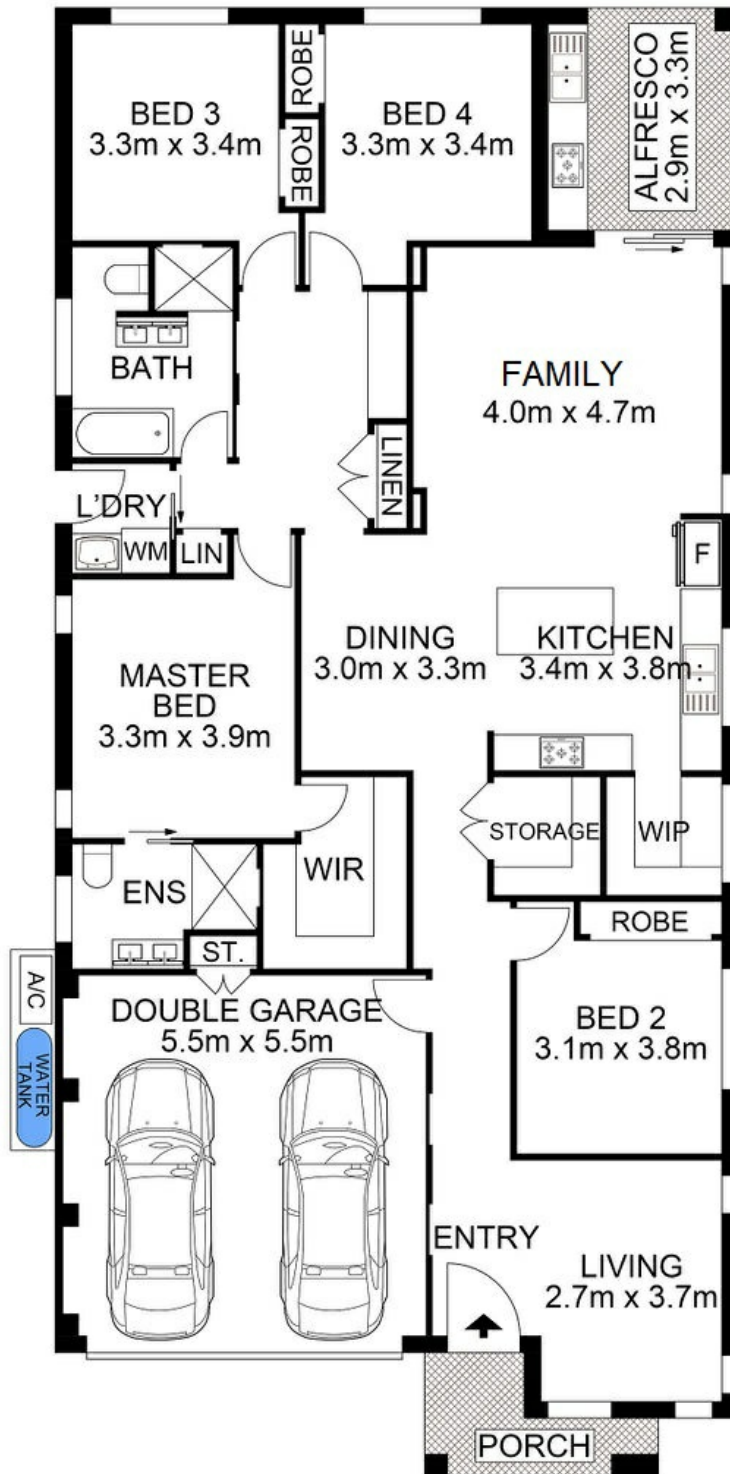 BED 3
3.3m x 3.4m
ROBE
ROBE
BED 4
3.3m x 3.4m
ALFRESCO
2.9m x 3.3m
BATH
FAMILY
4.0m x 4.7m
LINEN
L'DRY
WM
LIN
F
DINING
3.0m x 3.3m
KITCHEN
3.4m x 3.8m
MASTER
BED
3.3m x 3.9m
STORAGE
WIP
WIR
ENS
ST.
ROBE
A/C
WATER
TANK
DOUBLE GARAGE
5.5m x 5.5m
BED 2
3.1m x 3.8m
ENTRY
LIVING
2.7m x 3.7m
PORCH